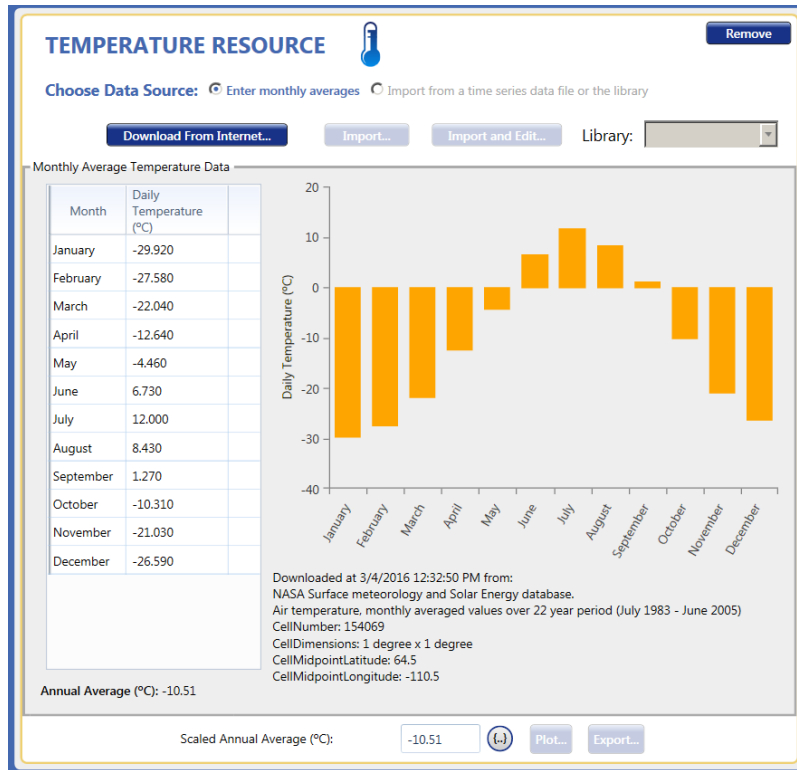 TEMPERATURE RESOURCE
Remove
Choose Data Source: Enter monthly averages Import from a time series data file or the library
Download From Internet... Import... Import and Edit... Library:
Monthly Average Temperature Data
Month Daily Temperature (ºC)
January -29.920
February -27.580
March -22.040
April -12.640
May -4.460
June 6.730
July 12.000
August 8.430
September 1.270
October -10.310
November -21.030
December -26.590
Annual Average (ºC): -10.51
Daily Temperature (ºC)
20
10
0
-10
-20
-30
-40
January February March April May June July August September October November December
Downloaded at 3/4/2016 12:32:50 PM from:
NASA Surface meteorology and Solar Energy database.
Air temperature, monthly averaged values over 22 year period (July 1983 - June 2005)
CellNumber: 154069
CellDimensions: 1 degree x 1 degree
CellMidpointLatitude: 64.5
CellMidpointLongitude: -110.5
Scaled Annual Average (ºC): -10.51 {..} Plot... Export...